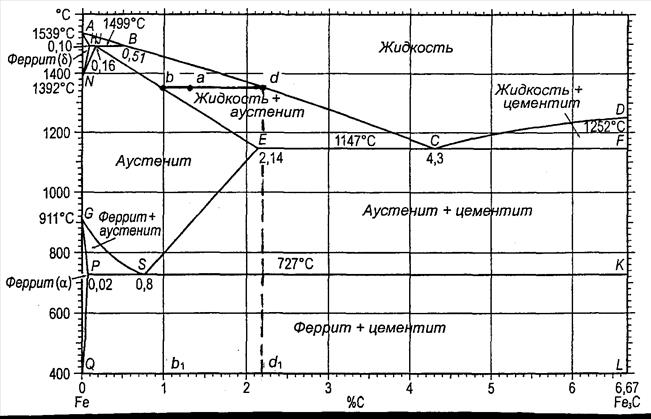 °C
A
1499°C
1539°C
HJ
B
0,10
0,51
Феррит(δ)
0,16
1400
N
1392°C
b
a
d
Жидкость
Жидкость +
аустенит
Жидкость +
цементит
D
1252°C
1200
E
1147°C
C
F
2,14
4,3
Аустенит
1000
G
911°C
Феррит+
аустенит
Аустенит + цементит
800
P
S
727°C
K
Феррит(α)
0,02
0,8
600
Феррит + цементит
Q
b₁
d₁
L
400
0
1
2
3
4
5
6
6,67
Fe
%C
Fe₃C